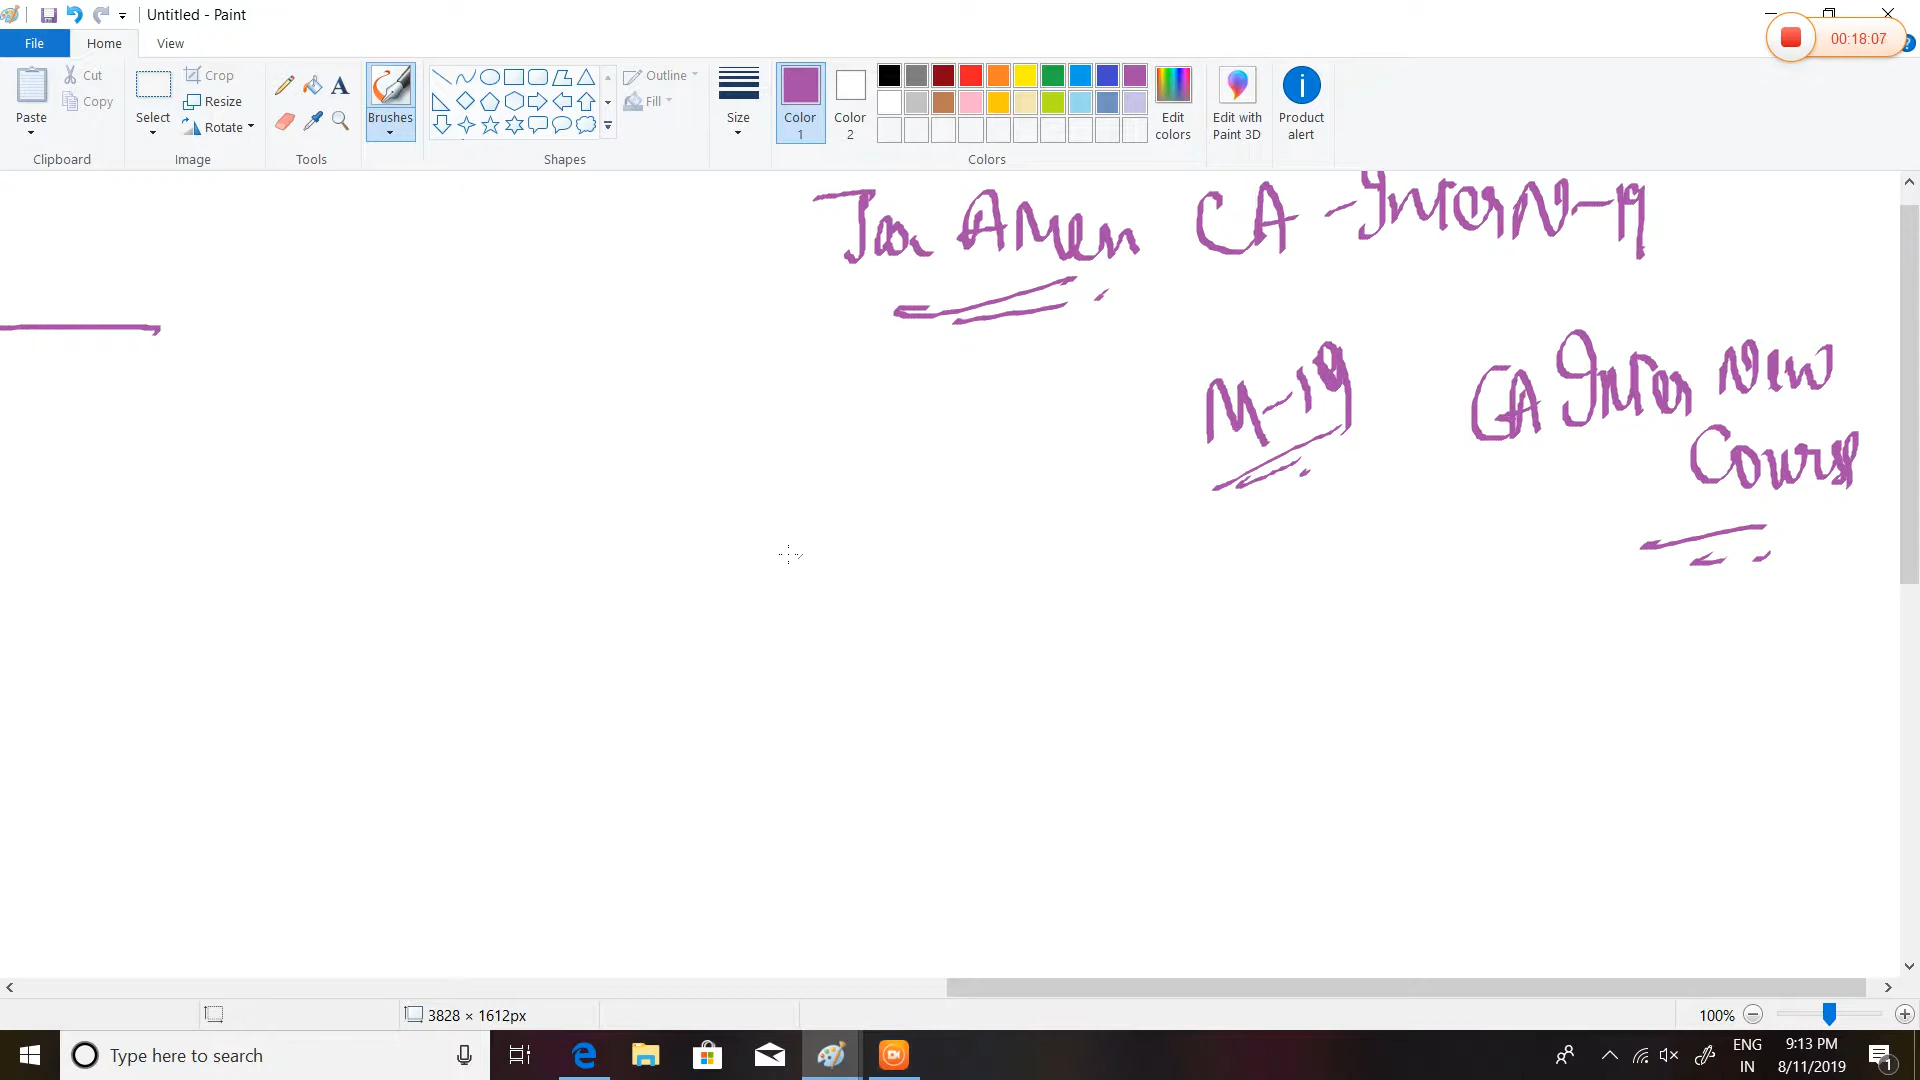 Untitled - Paint
00:18:07
File Home View
Paste
Cut
Copy
Clipboard
Select
Crop
Resize
Rotate
Image
Tools
Brushes
Shapes
Outline
Fill
Size
Color 1
Color 2
Edit colors
Colors
Edit with Paint 3D
Product alert
Tax Amen CA - Inter N-19
M-19
CA Inter New
Course
3828 × 1612px
100%
Type here to search
ENG
IN
9:13 PM
8/11/2019
1